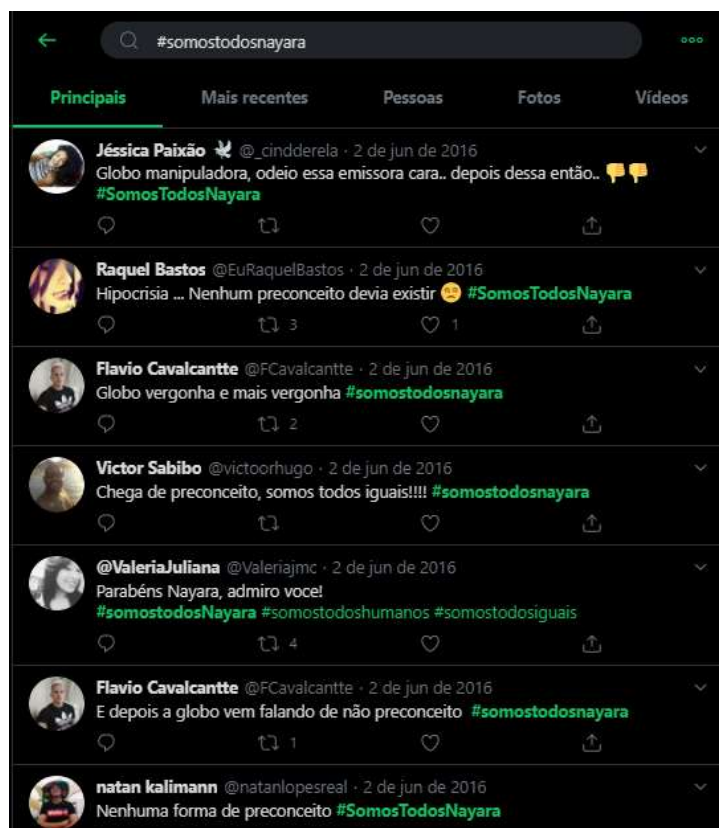 #somostodosnayara
Principais Mais recentes Pessoas Fotos Vídeos
Jéssica Paixão 🕊 @_cindderela · 2 de jun de 2016
Globo manipuladora, odeio essa emissora cara.. depois dessa então.. 👎👎
#SomosTodosNayara
Raquel Bastos @EuRaquelBastos · 2 de jun de 2016
Hipocrisia ... Nenhum preconceito devia existir 😒 #SomosTodosNayara
3 1
Flavio Cavalcantte @FCavalcantte · 2 de jun de 2016
Globo vergonha e mais vergonha #somostodosnayara
2
Victor Sabibo @victoorhugo · 2 de jun de 2016
Chega de preconceito, somos todos iguais!!!! #somostodosnayara
@ValeriaJuliana @Valeriajmc · 2 de jun de 2016
Parabéns Nayara, admiro voce!
#somostodosNayara #somostodoshumanos #somostodosiguais
4
Flavio Cavalcantte @FCavalcantte · 2 de jun de 2016
E depois a globo vem falando de não preconceito #somostodosnayara
1
natan kalimann @natanlopesreal · 2 de jun de 2016
Nenhuma forma de preconceito #SomosTodosNayara